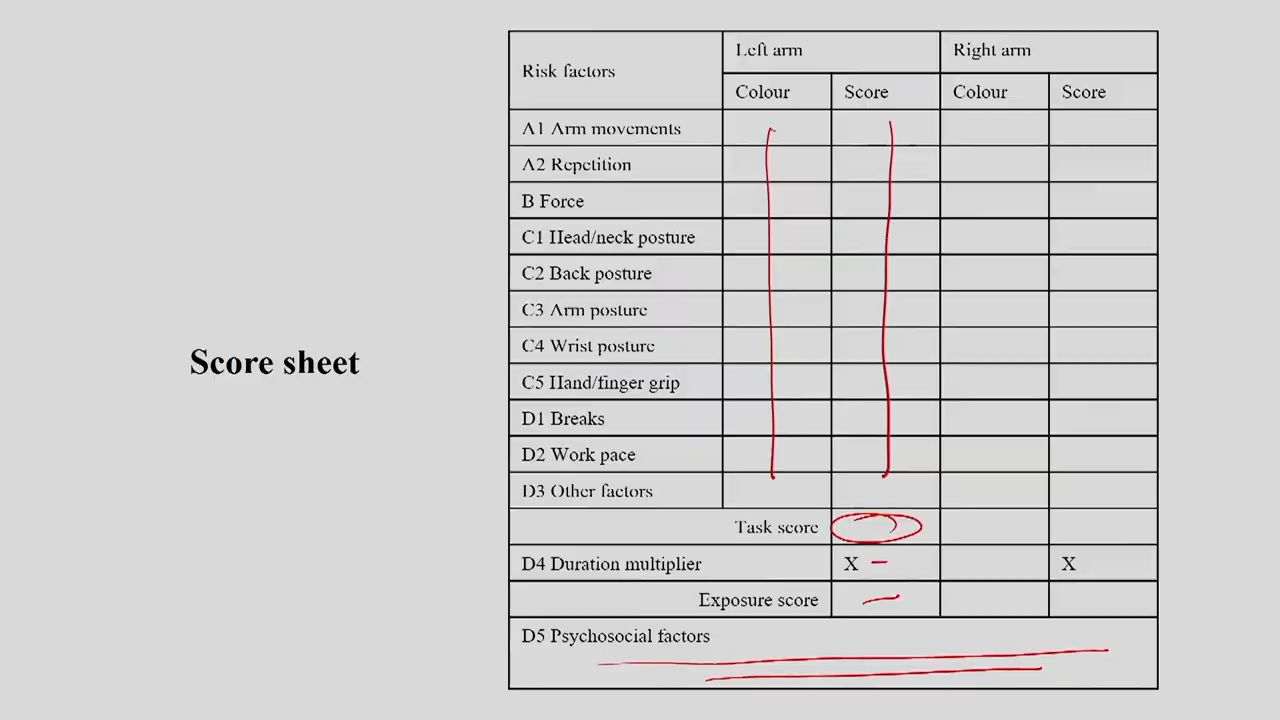 Score sheet
Risk factors
Left arm
Right arm
Colour
Score
Colour
Score
A1 Arm movements
A2 Repetition
B Force
C1 Head/neck posture
C2 Back posture
C3 Arm posture
C4 Wrist posture
C5 Hand/finger grip
D1 Breaks
D2 Work pace
D3 Other factors
Task score
D4 Duration multiplier X X
Exposure score
D5 Psychosocial factors